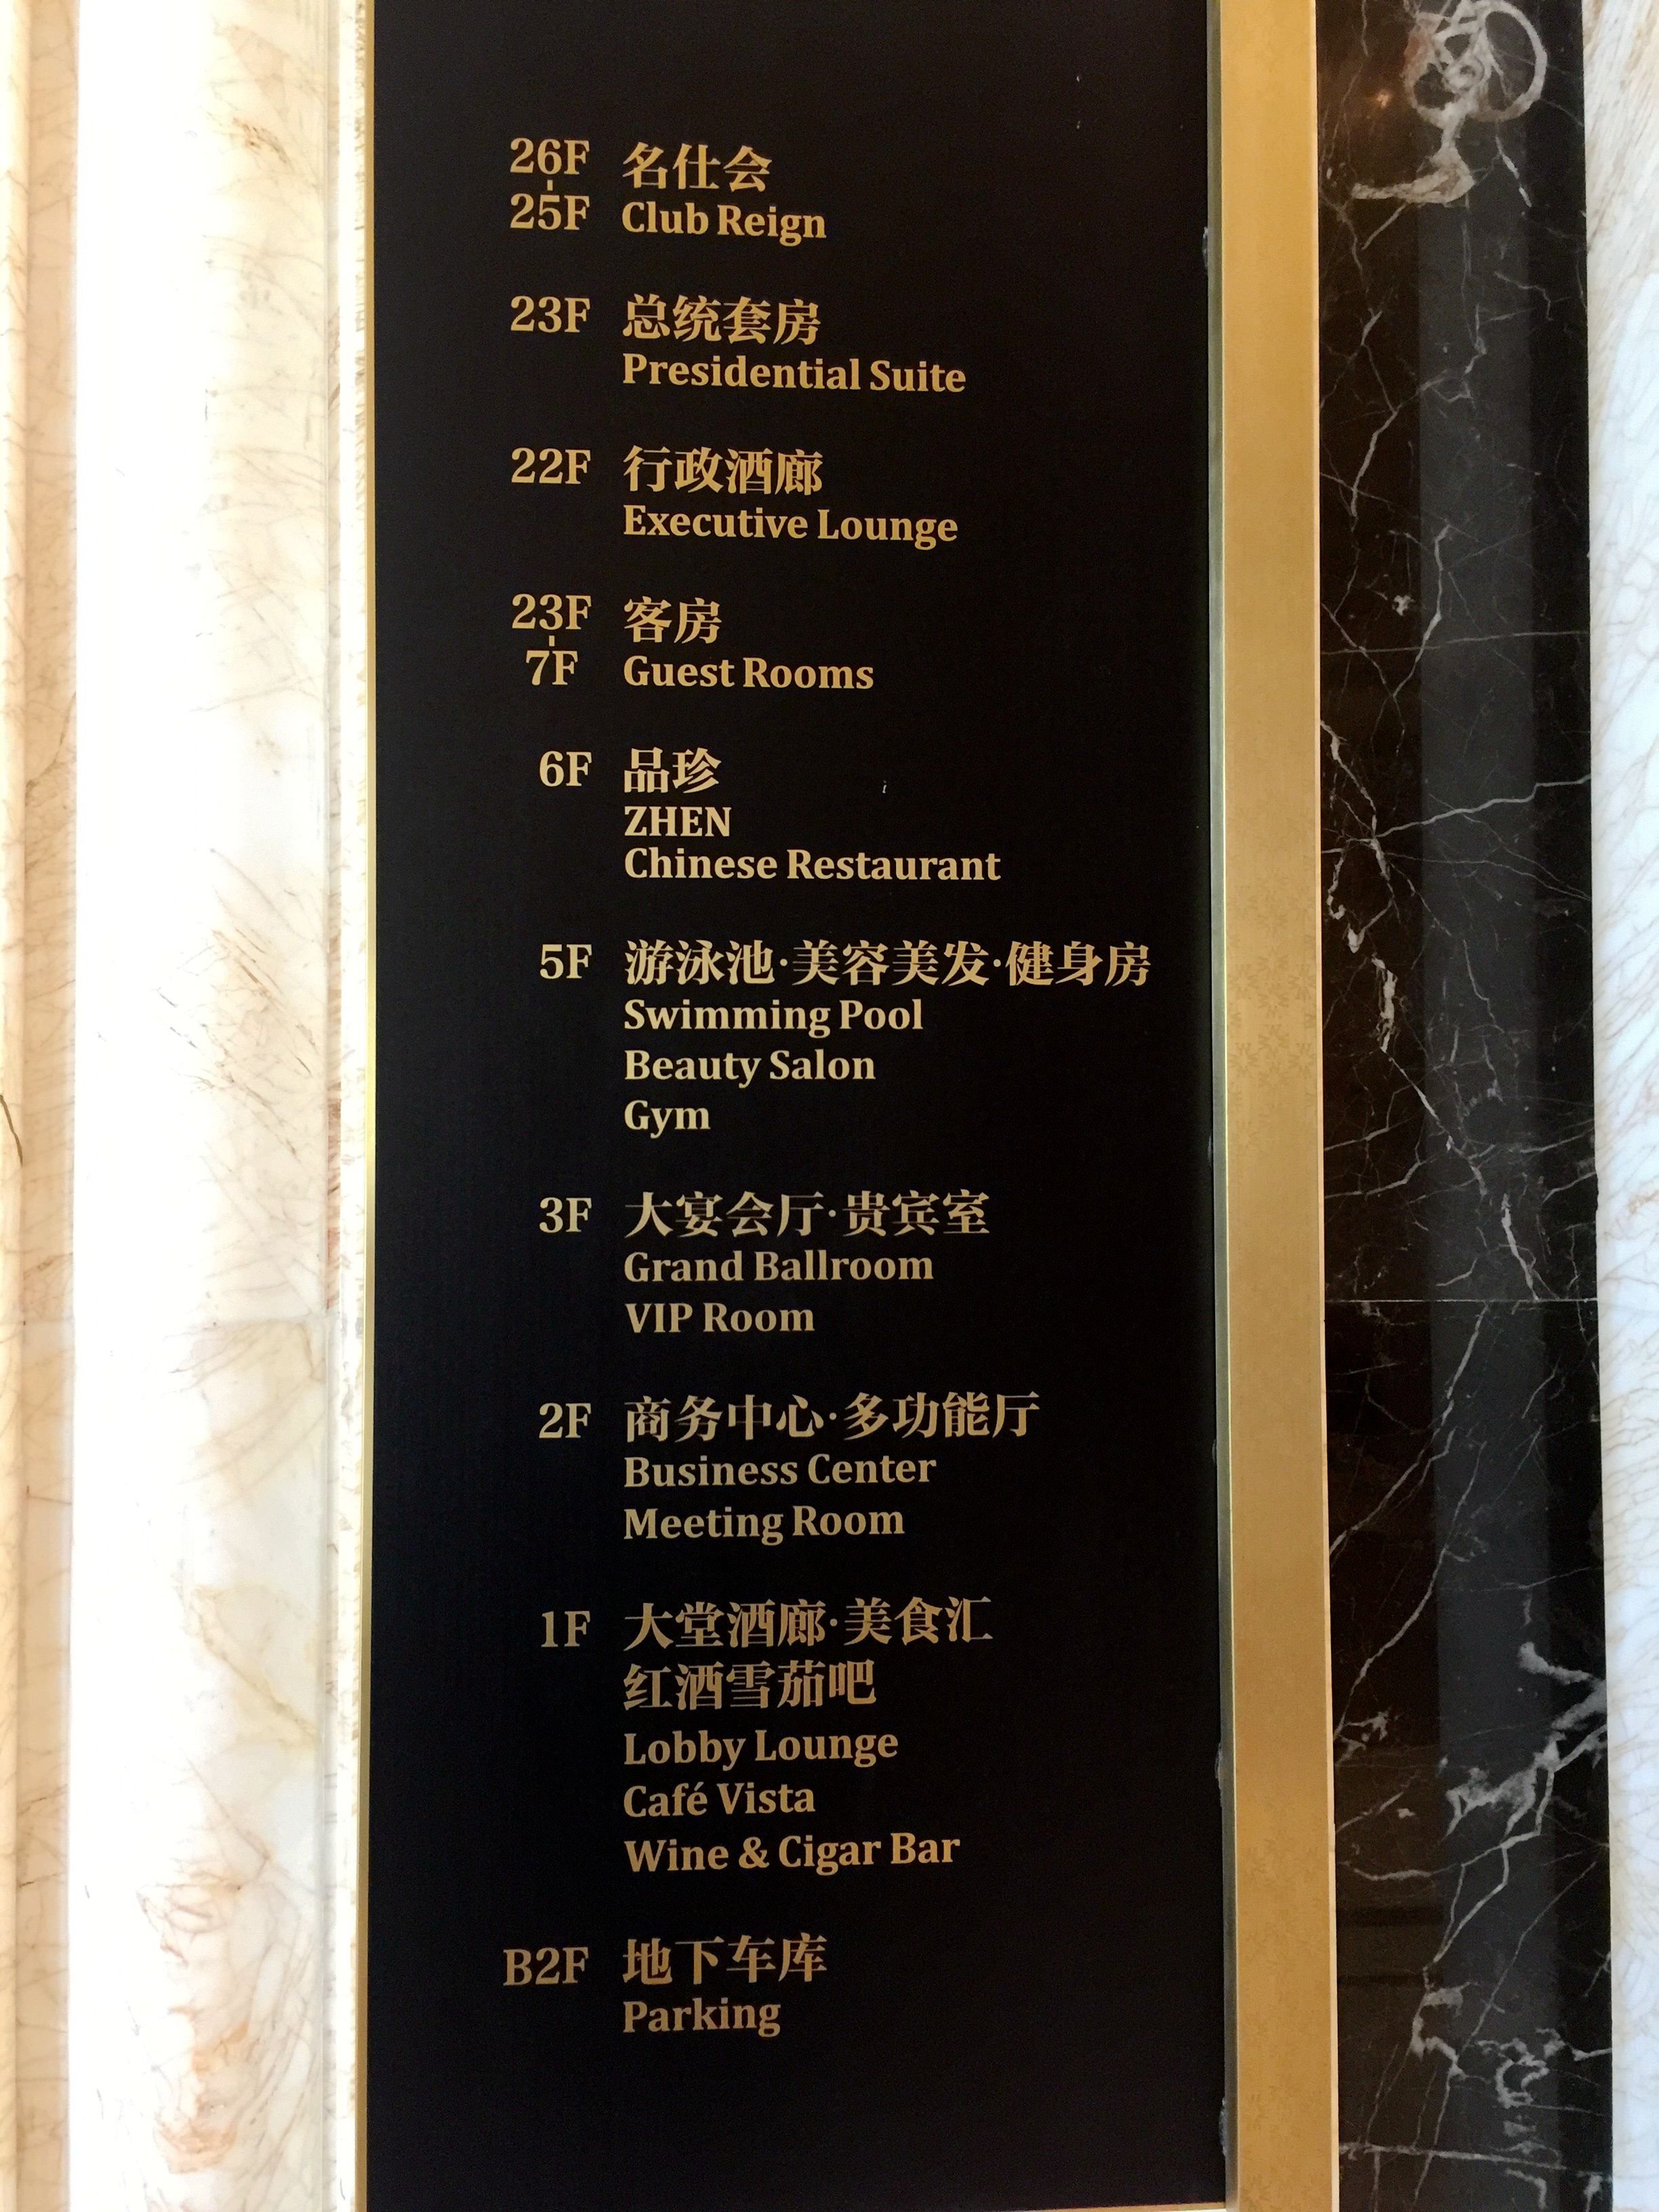 26F 名仕会
-
25F Club Reign
23F 总统套房
Presidential Suite
22F 行政酒廊
Executive Lounge
23F 客房
-
7F Guest Rooms
6F 品珍
ZHEN
Chinese Restaurant
5F 游泳池·美容美发·健身房
Swimming Pool
Beauty Salon
Gym
3F 大宴会厅·贵宾室
Grand Ballroom
VIP Room
2F 商务中心·多功能厅
Business Center
Meeting Room
1F 大堂酒廊·美食汇
红酒雪茄吧
Lobby Lounge
Café Vista
Wine & Cigar Bar
B2F 地下车库
Parking